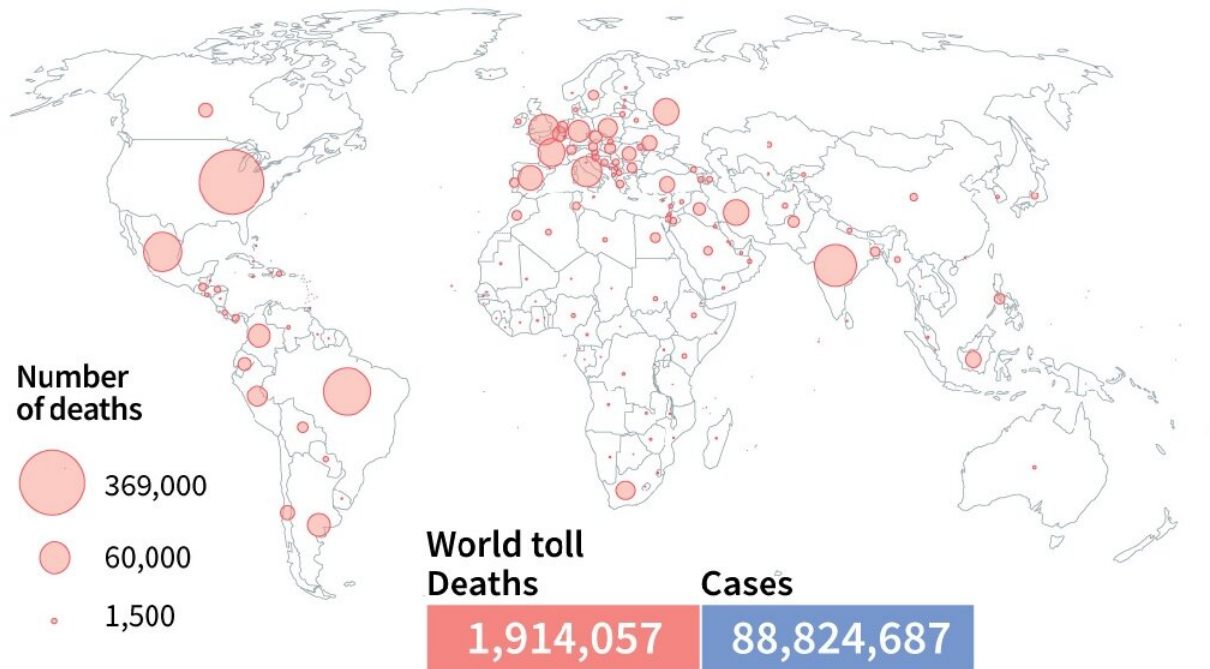 Number
of deaths
369,000
60,000
1,500
World toll
Deaths
Cases
1,914,057
88,824,687